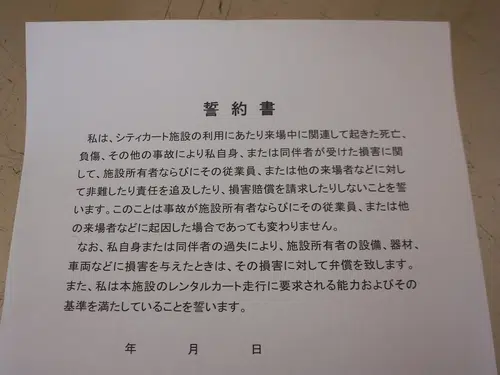 誓約書
私は、シティカート施設の利用にあたり来場中に関連して起きた死亡、
負傷、その他の事故により私自身、または同伴者が受けた損害に関
して、施設所有者ならびにその従業員、または他の来場者などに対し
て非難したり責任を追及したり、損害賠償を請求したりしないことを誓
います。このことは事故が施設所有者ならびにその従業員、または他
の来場者などに起因した場合であっても変わりません。
なお、私自身または同伴者の過失により、施設所有者の設備、器材、
車両などに損害を与えたときは、その損害に対して弁償を致します。
また、私は本施設のレンタルカート走行に要求される能力およびその
基準を満たしていることを誓います。
年 月 日